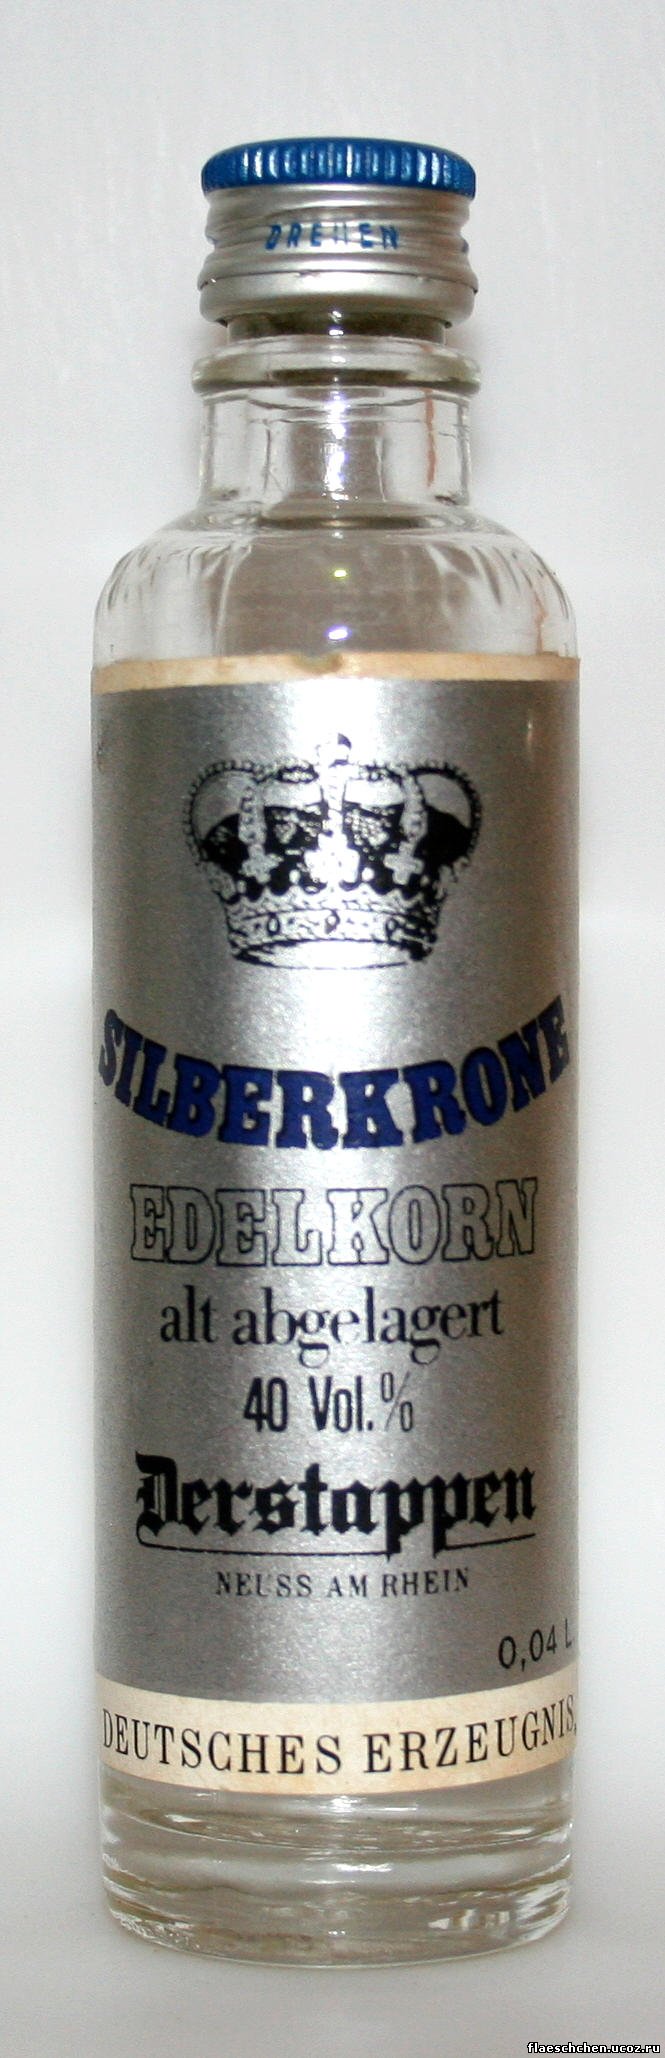 DREHEN
SILBERKRONE
EDELKORN
alt abgelagert
40 Vol.%
Derstappen
NEUSS AM RHEIN
0,04 L.
DEUTSCHES ERZEUGNIS,
flaeschchen.ucoz.ru